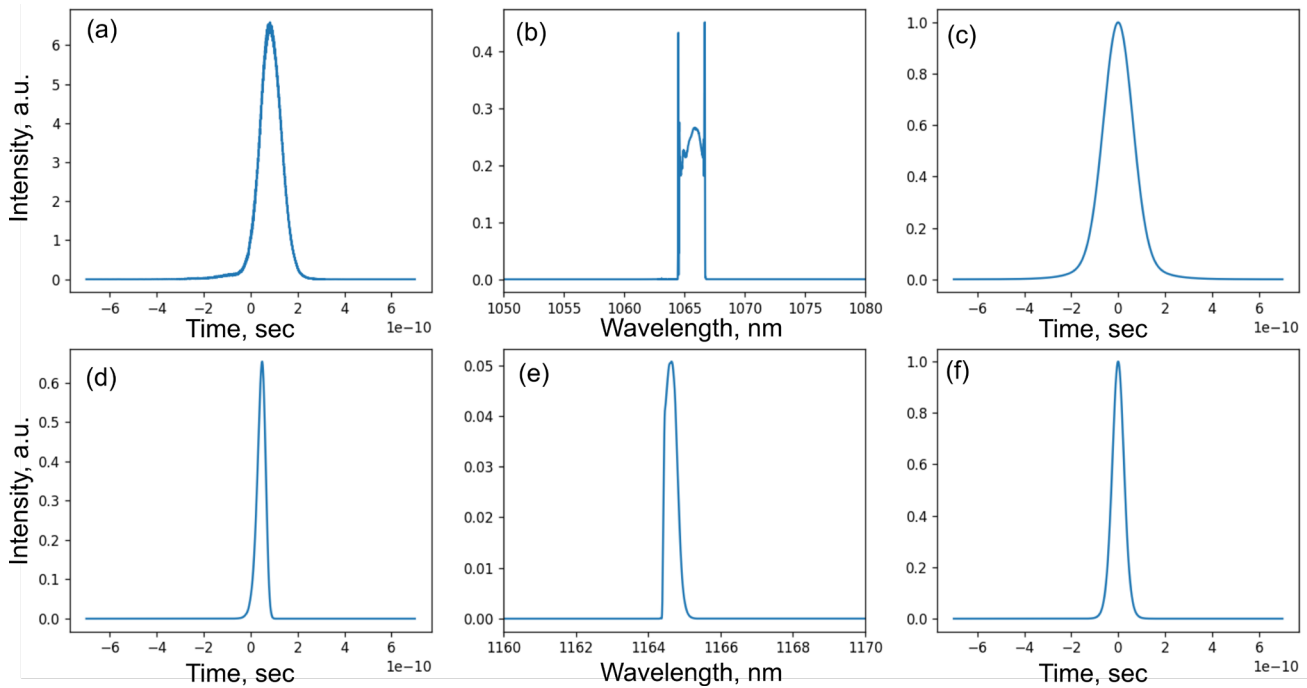 (a)
Intensity, a.u.
6
5
4
3
2
1
0
−6 −4 −2 0 2 4 6
1e−10
Time, sec
(b)
0.4
0.3
0.2
0.1
0.0
1050 1055 1060 1065 1070 1075 1080
Wavelength, nm
(c)
1.0
0.8
0.6
0.4
0.2
0.0
−6 −4 −2 0 2 4 6
1e−10
Time, sec
(d)
Intensity, a.u.
0.6
0.5
0.4
0.3
0.2
0.1
0.0
−6 −4 −2 0 2 4 6
1e−10
Time, sec
(e)
0.05
0.04
0.03
0.02
0.01
0.00
1160 1162 1164 1166 1168 1170
Wavelength, nm
(f)
1.0
0.8
0.6
0.4
0.2
0.0
−6 −4 −2 0 2 4 6
1e−10
Time, sec